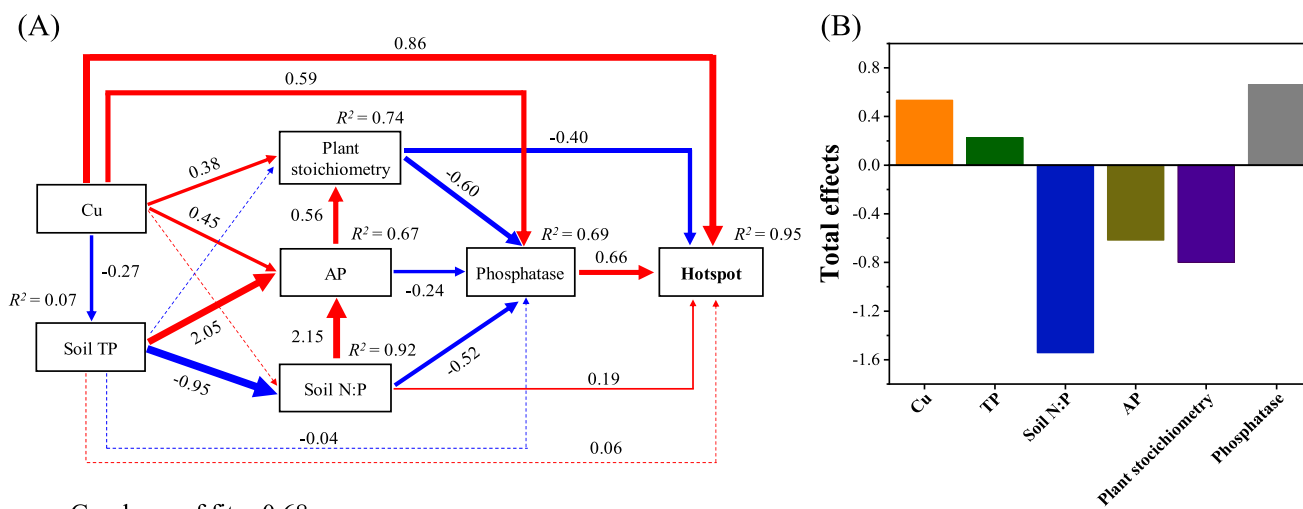 (A)
0.86
0.59
R² = 0.74
-0.40
Plant
stoichiometry
0.38
-0.60
Cu
0.45
0.56
R² = 0.67
R² = 0.69
R² = 0.95
-0.27
AP
Phosphatase
0.66
Hotspot
-0.24
R² = 0.07
2.05
2.15
R² = 0.92
Soil TP
-0.95
-0.52
Soil N:P
0.19
-0.04
0.06
(B)
Total effects
0.8
0.4
0.0
-0.4
-0.8
-1.2
-1.6
Cu
TP
Soil N:P
AP
Plant stocichiometry
Phosphatase